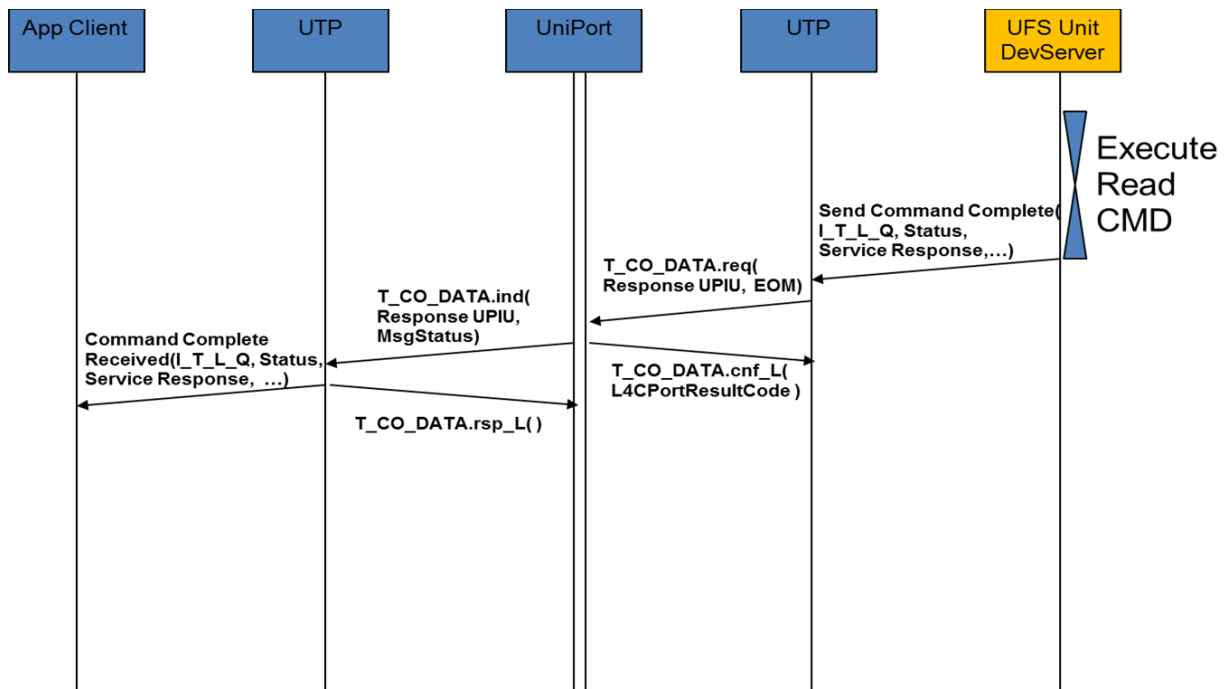 App Client
UTP
UniPort
UTP
UFS Unit
DevServer
Execute
Read
CMD
Send Command Complete(
I_T_L_Q, Status,
Service Response,…)
T_CO_DATA.req(
Response UPIU, EOM)
T_CO_DATA.ind(
Response UPIU,
MsgStatus)
Command Complete
Received(I_T_L_Q, Status,
Service Response, …)
T_CO_DATA.cnf_L(
L4CPortResultCode )
T_CO_DATA.rsp_L( )